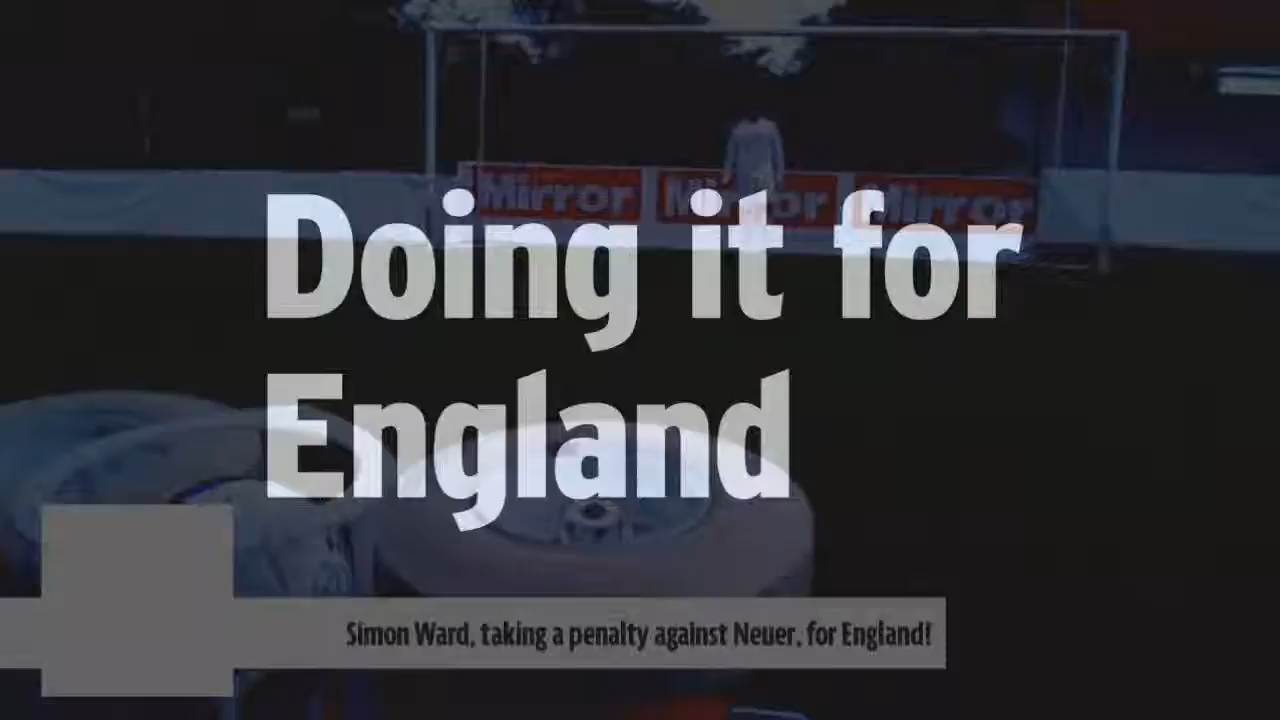 Mirror Mirror Mirror
Doing it for
England
Simon Ward, taking a penalty against Neuer, for England!